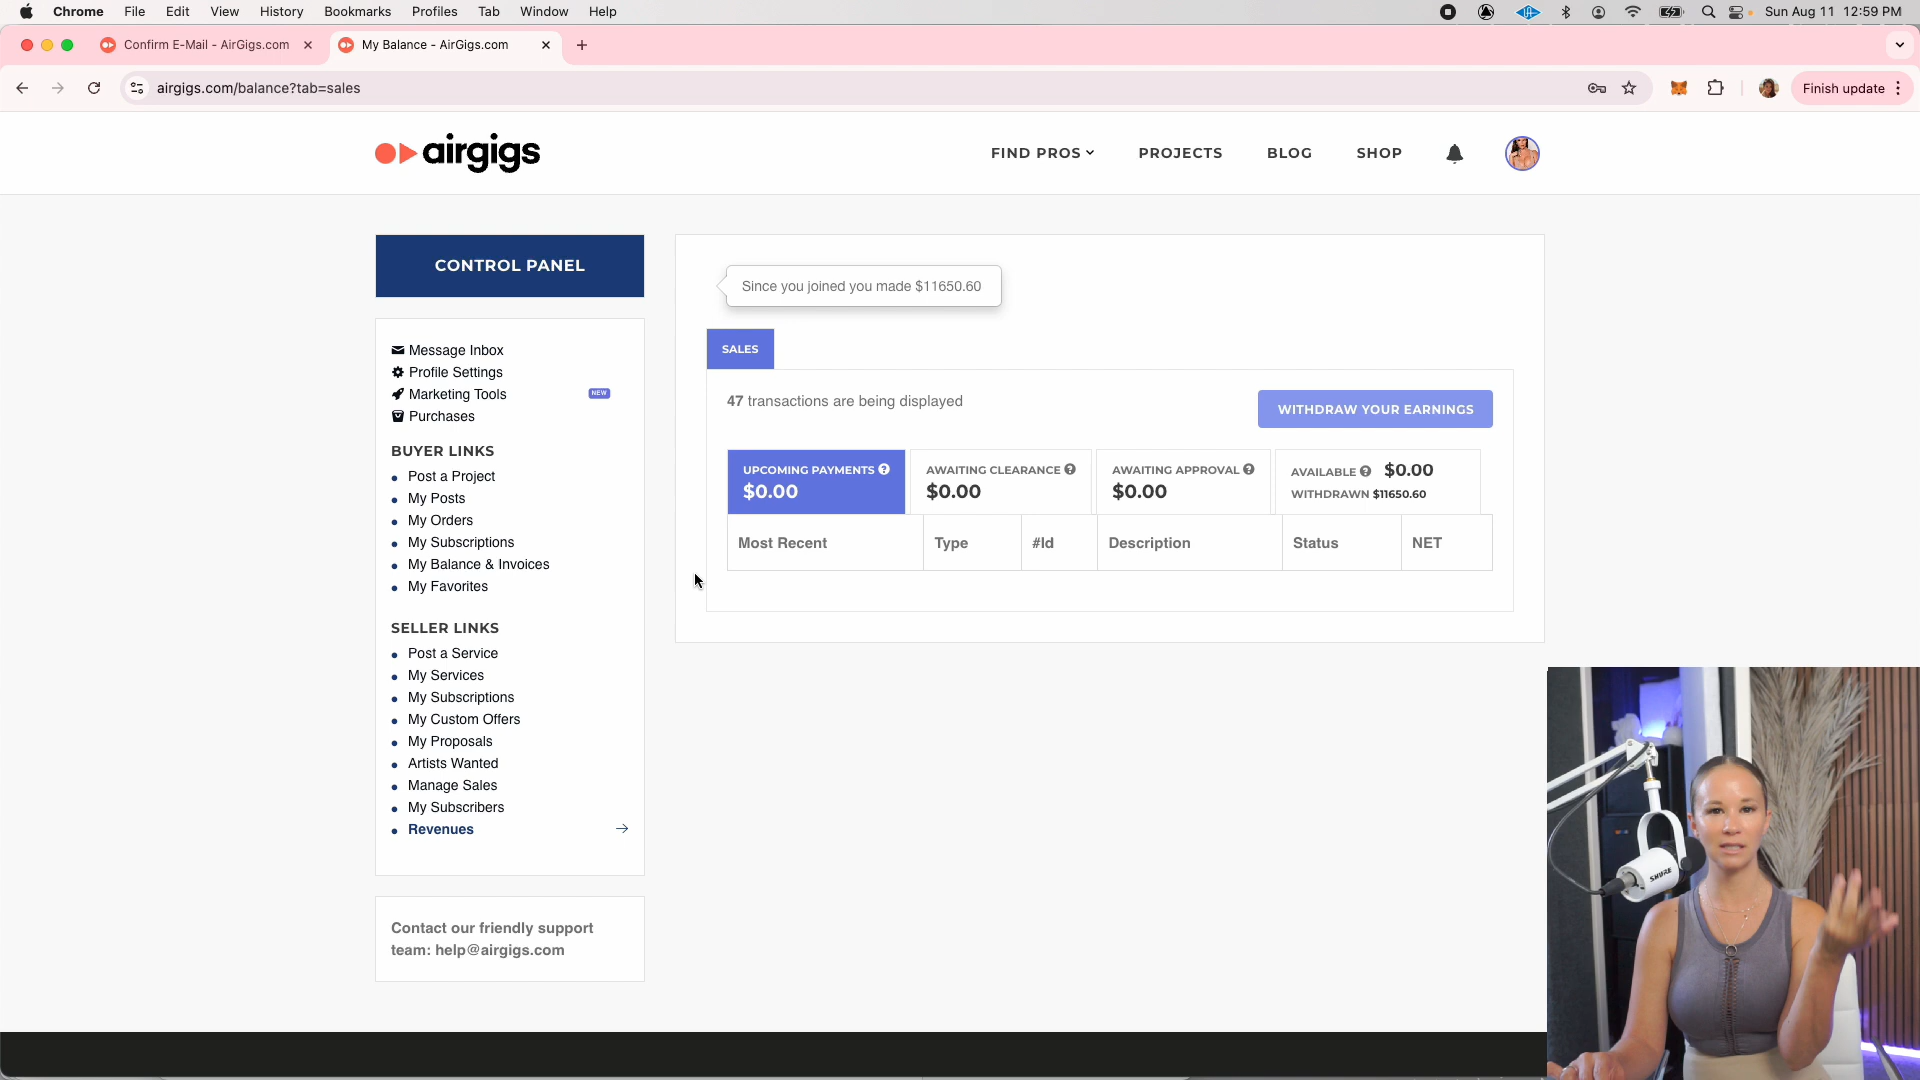 Chrome File Edit View History Bookmarks Profiles Tab Window Help Sun Aug 11 12:59 PM
Confirm E-Mail - AirGigs.com My Balance - AirGigs.com
airgigs.com/balance?tab=sales Finish update
airgigs FIND PROS PROJECTS BLOG SHOP
CONTROL PANEL
Message Inbox
Profile Settings
Marketing Tools NEW
Purchases
BUYER LINKS
Post a Project
My Posts
My Orders
My Subscriptions
My Balance & Invoices
My Favorites
SELLER LINKS
Post a Service
My Services
My Subscriptions
My Custom Offers
My Proposals
Artists Wanted
Manage Sales
My Subscribers
Revenues
Contact our friendly support
team: help@airgigs.com
Since you joined you made $11650.60
SALES
47 transactions are being displayed
WITHDRAW YOUR EARNINGS
UPCOMING PAYMENTS
$0.00
AWAITING CLEARANCE
$0.00
AWAITING APPROVAL
$0.00
AVAILABLE $0.00
WITHDRAWN $11650.60
Most Recent Type #Id Description Status NET
SHURE